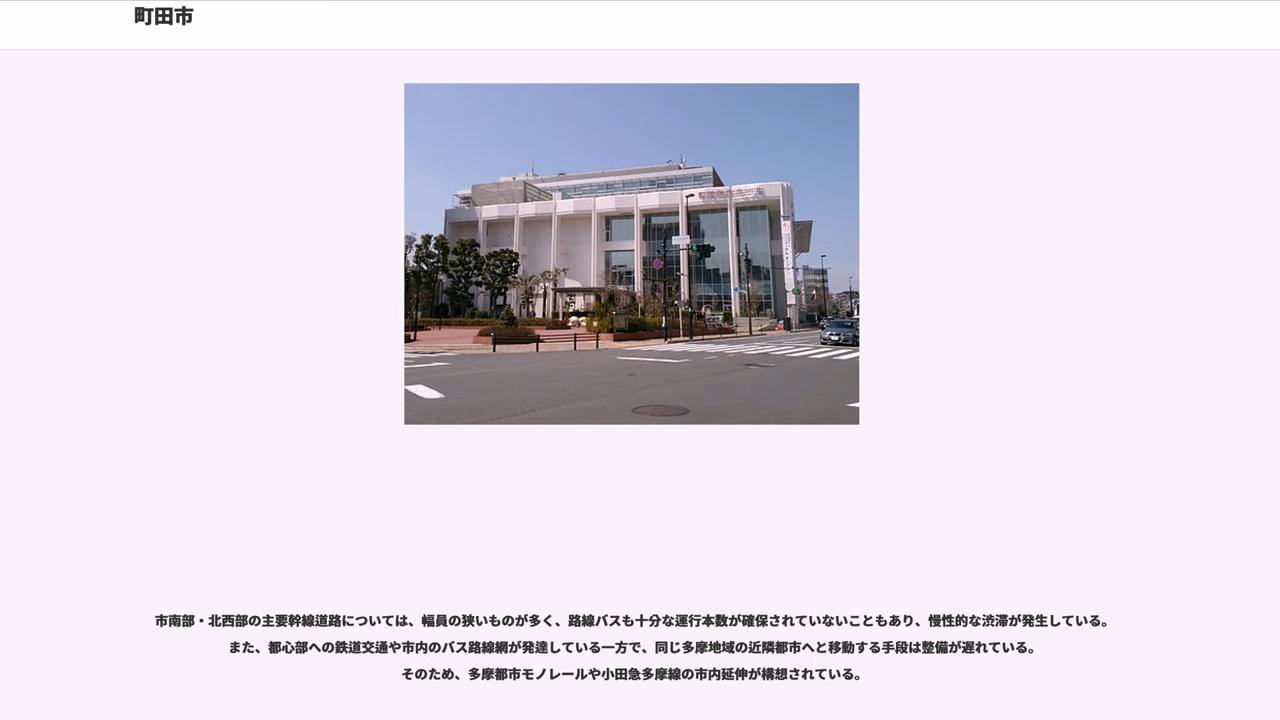 町田市
市南部・北西部の主要幹線道路については、幅員の狭いものが多く、路線バスも十分な運行本数が確保されていないこともあり、慢性的な渋滞が発生している。
また、都心部への鉄道交通や市内のバス路線網が発達している一方で、同じ多摩地域の近隣都市へと移動する手段は整備が遅れている。
そのため、多摩都市モノレールや小田急多摩線の市内延伸が構想されている。